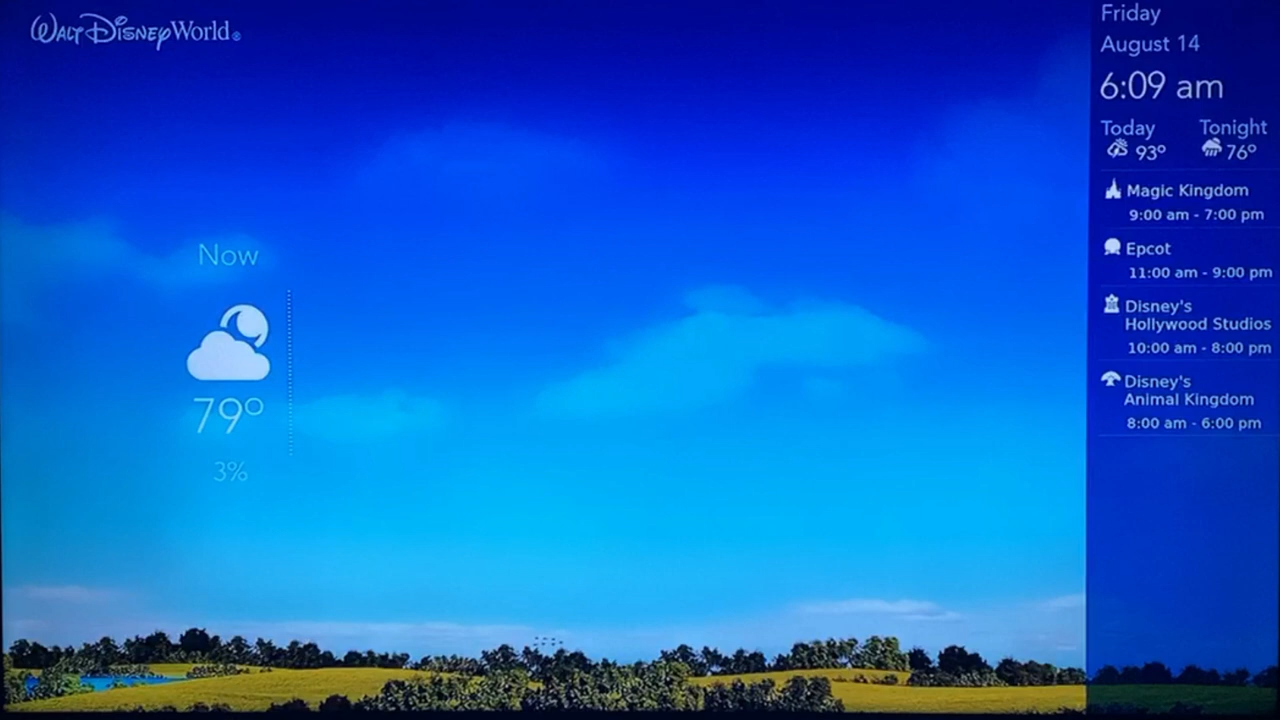 Walt Disney World®
Friday
August 14
6:09 am
Today Tonight
93° 76°
Magic Kingdom
9:00 am - 7:00 pm
Epcot
11:00 am - 9:00 pm
Disney's
Hollywood Studios
10:00 am - 8:00 pm
Disney's
Animal Kingdom
8:00 am - 6:00 pm
Now
79°
3%